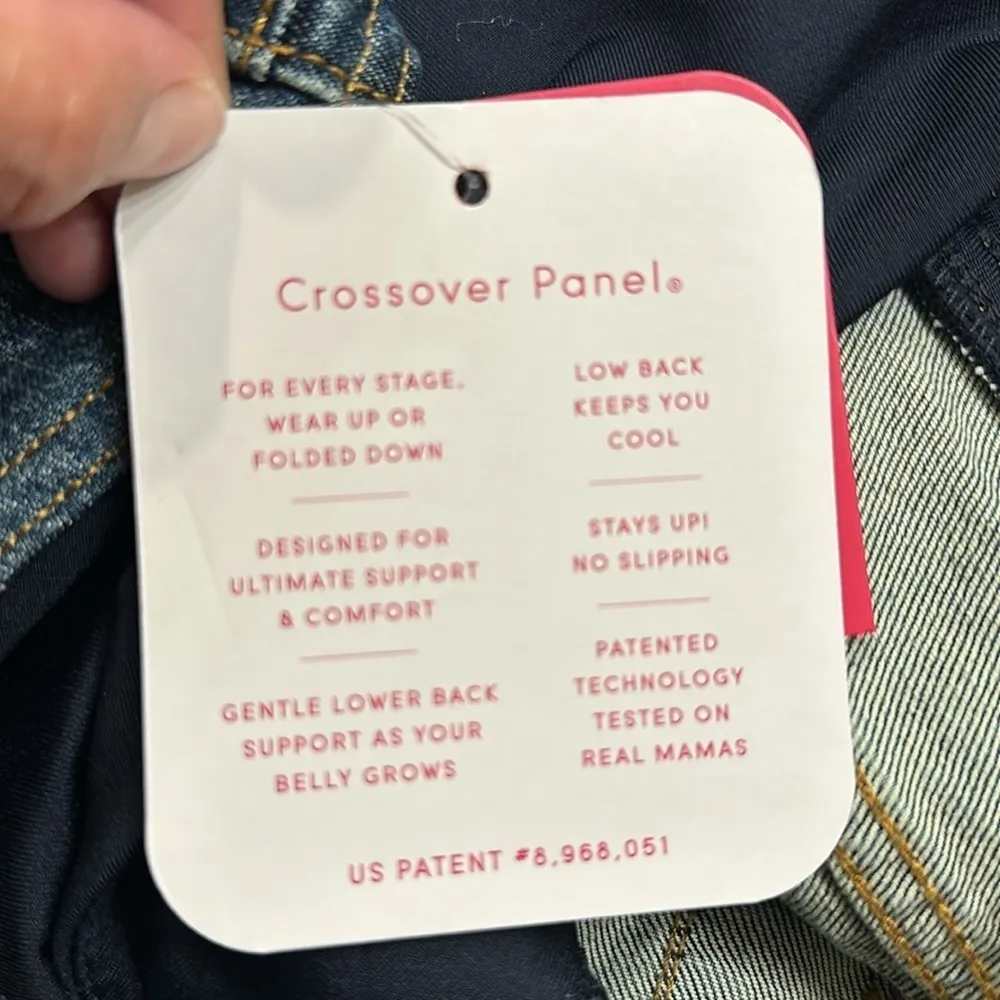 Crossover Panel®
FOR EVERY STAGE,
WEAR UP OR
FOLDED DOWN
DESIGNED FOR
ULTIMATE SUPPORT
& COMFORT
GENTLE LOWER BACK
SUPPORT AS YOUR
BELLY GROWS
LOW BACK
KEEPS YOU
COOL
STAYS UP!
NO SLIPPING
PATENTED
TECHNOLOGY
TESTED ON
REAL MAMAS
US PATENT #8,968,051